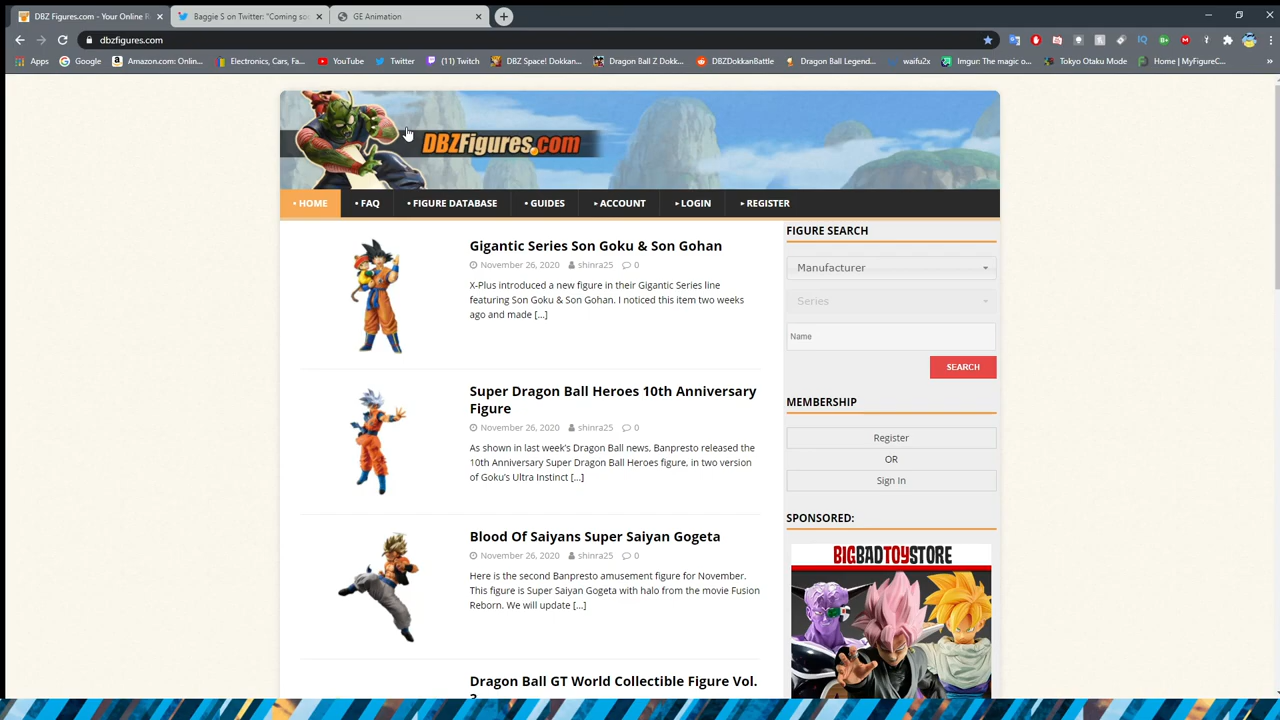 DBZ Figures.com - Your Online R
Baggie S on Twitter: "Coming soo
GE Animation
dbzfigures.com
Apps
Google
Amazon.com: Onlin...
Electronics, Cars, Fa...
YouTube
Twitter
(11) Twitch
DBZ Space! Dokkan...
Dragon Ball Z Dokk...
DBZDokkanBattle
Dragon Ball Legend...
waifu2x
Imgur: The magic o...
Tokyo Otaku Mode
Home | MyFigureC...
»
DBZFigures.com
• HOME
• FAQ
• FIGURE DATABASE
• GUIDES
▸ ACCOUNT
▸ LOGIN
▸ REGISTER
Gigantic Series Son Goku & Son Gohan
November 26, 2020 shinra25 0
X-Plus introduced a new figure in their Gigantic Series line
featuring Son Goku & Son Gohan. I noticed this item two weeks
ago and made [...]
Super Dragon Ball Heroes 10th Anniversary
Figure
November 26, 2020 shinra25 0
As shown in last week's Dragon Ball news, Banpresto released the
10th Anniversary Super Dragon Ball Heroes figure, in two version
of Goku's Ultra Instinct [...]
Blood Of Saiyans Super Saiyan Gogeta
November 26, 2020 shinra25 0
Here is the second Banpresto amusement figure for November.
This figure is Super Saiyan Gogeta with halo from the movie Fusion
Reborn. We will update [...]
Dragon Ball GT World Collectible Figure Vol.
FIGURE SEARCH
Manufacturer
Series
Name
SEARCH
MEMBERSHIP
Register
OR
Sign In
SPONSORED:
BIGBADTOYSTORE